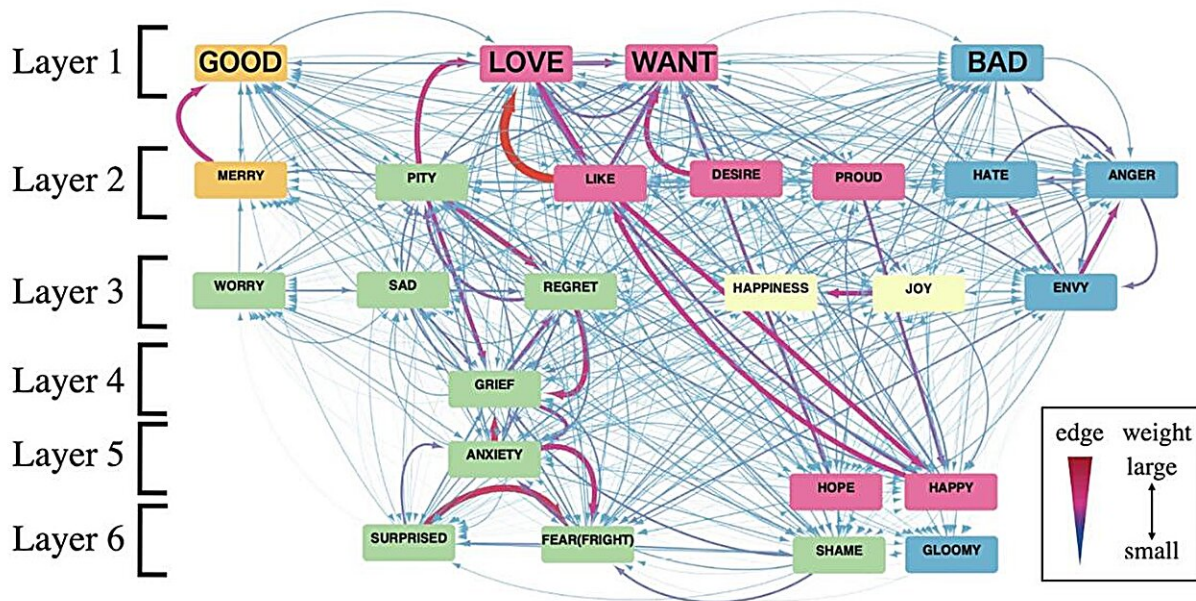 Layer 1
GOOD
LOVE
WANT
BAD
Layer 2
MERRY
PITY
LIKE
DESIRE
PROUD
HATE
ANGER
Layer 3
WORRY
SAD
REGRET
HAPPINESS
JOY
ENVY
Layer 4
GRIEF
Layer 5
ANXIETY
HOPE
HAPPY
Layer 6
SURPRISED
FEAR(FRIGHT)
SHAME
GLOOMY
edge weight
large
small